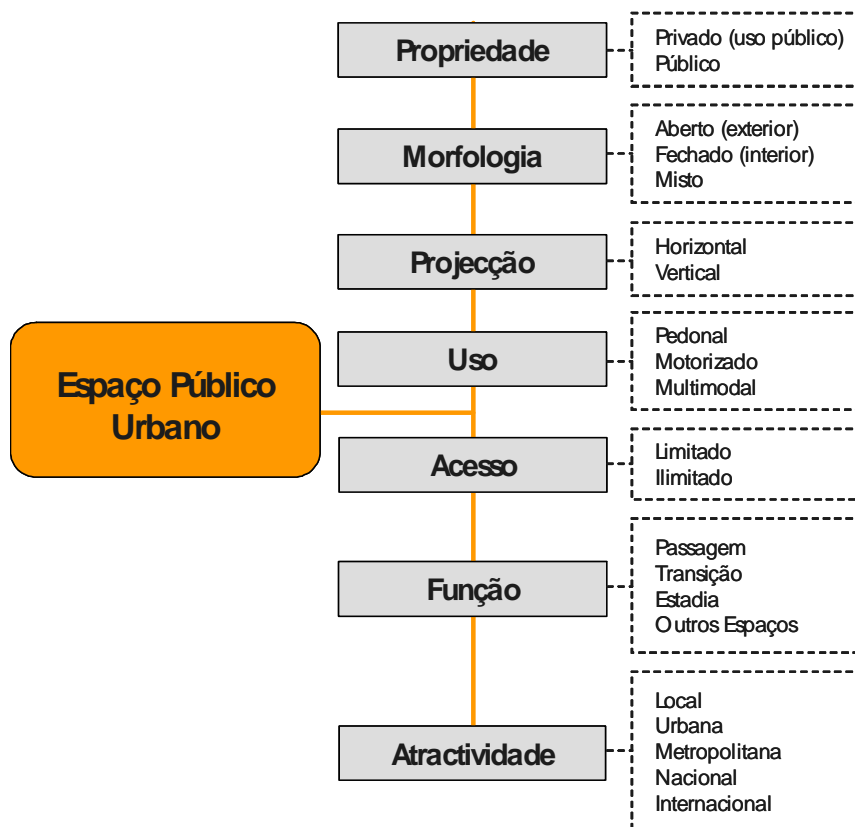 Propriedade
Privado (uso público)
Público
Morfologia
Aberto (exterior)
Fechado (interior)
Misto
Projecção
Horizontal
Vertical
Espaço Público
Urbano
Uso
Pedonal
Motorizado
Multimodal
Acesso
Limitado
Ilimitado
Função
Passagem
Transição
Estadia
Outros Espaços
Atractividade
Local
Urbana
Metropolitana
Nacional
Internacional